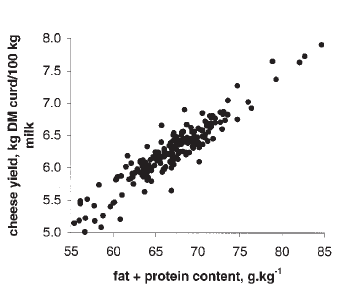 cheese yield, kg DM curd/100 kg
milk
8.0
7.5
7.0
6.5
6.0
5.5
5.0
55 60 65 70 75 80 85
fat + protein content, g.kg⁻¹